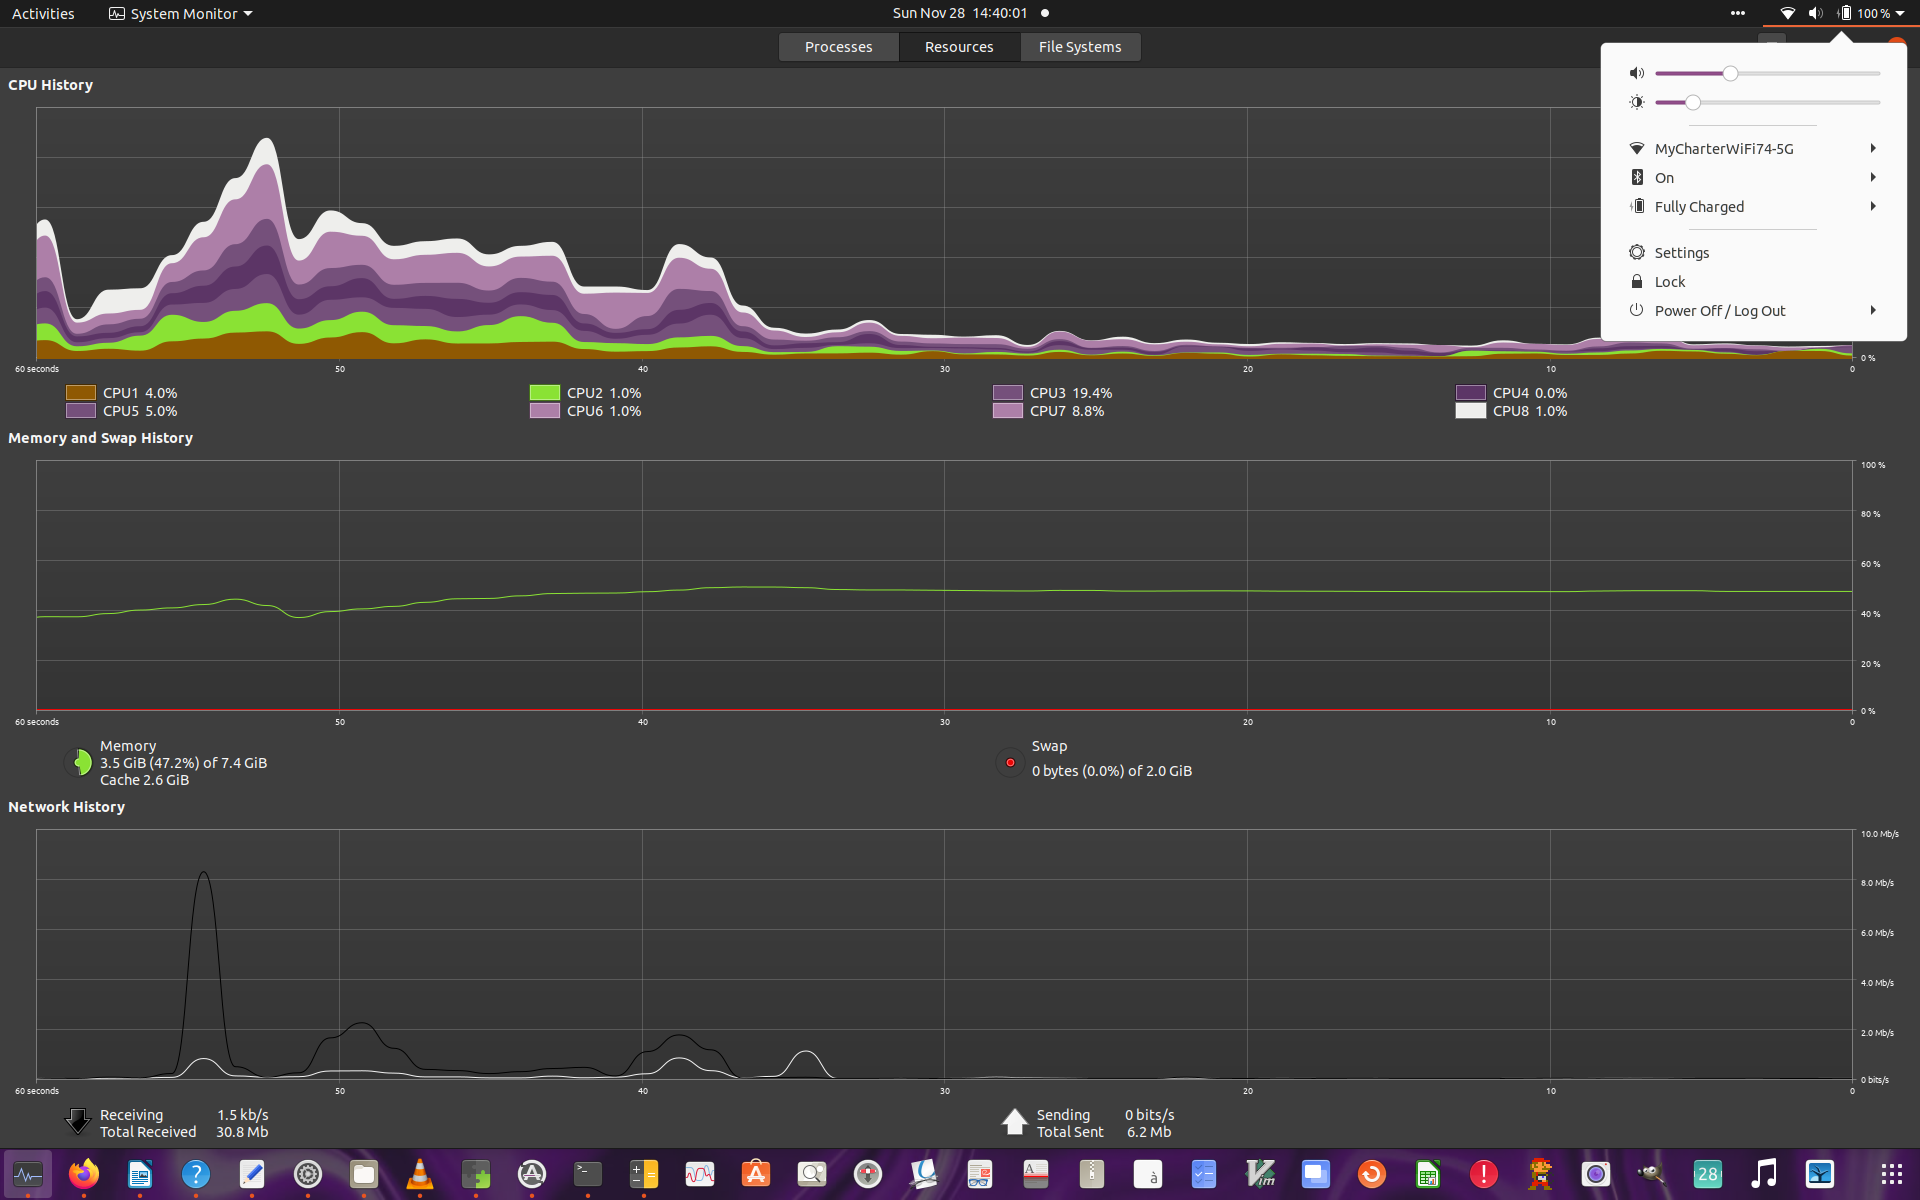 Activities System Monitor Sun Nov 28 14:40:01 100 %
Processes Resources File Systems
CPU History
MyCharterWiFi74-5G
On
Fully Charged
Settings
Lock
Power Off / Log Out
0 %
60 seconds 50 40 30 20 10 0
CPU1 4.0% CPU2 1.0% CPU3 19.4% CPU4 0.0%
CPU5 5.0% CPU6 1.0% CPU7 8.8% CPU8 1.0%
Memory and Swap History
100 %
80 %
60 %
40 %
20 %
0 %
60 seconds 50 40 30 20 10 0
Memory
3.5 GiB (47.2%) of 7.4 GiB
Cache 2.6 GiB
Swap
0 bytes (0.0%) of 2.0 GiB
Network History
10.0 Mb/s
8.0 Mb/s
6.0 Mb/s
4.0 Mb/s
2.0 Mb/s
0 bits/s
60 seconds 50 40 30 20 10 0
Receiving 1.5 kb/s Sending 0 bits/s
Total Received 30.8 Mb Total Sent 6.2 Mb
? >_ A à Vim ! 28